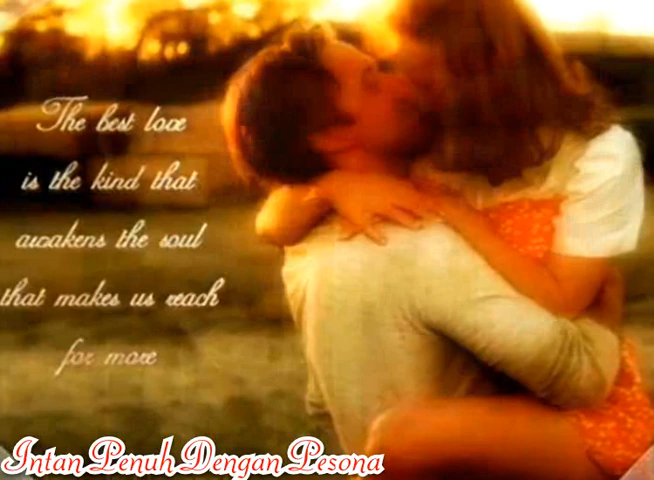 The best love
is the kind that
awakens the soul
that makes us reach
for more
Intan Penuh Dengan Pesona